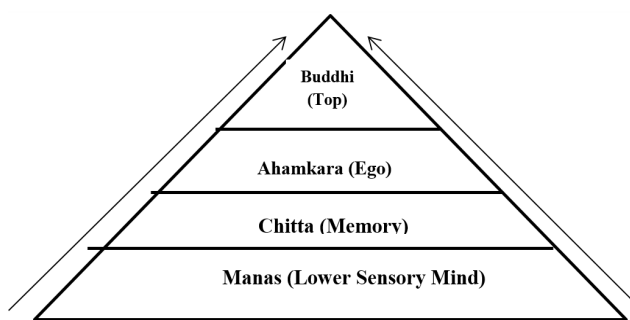 Buddhi
(Top)
Ahamkara (Ego)
Chitta (Memory)
Manas (Lower Sensory Mind)